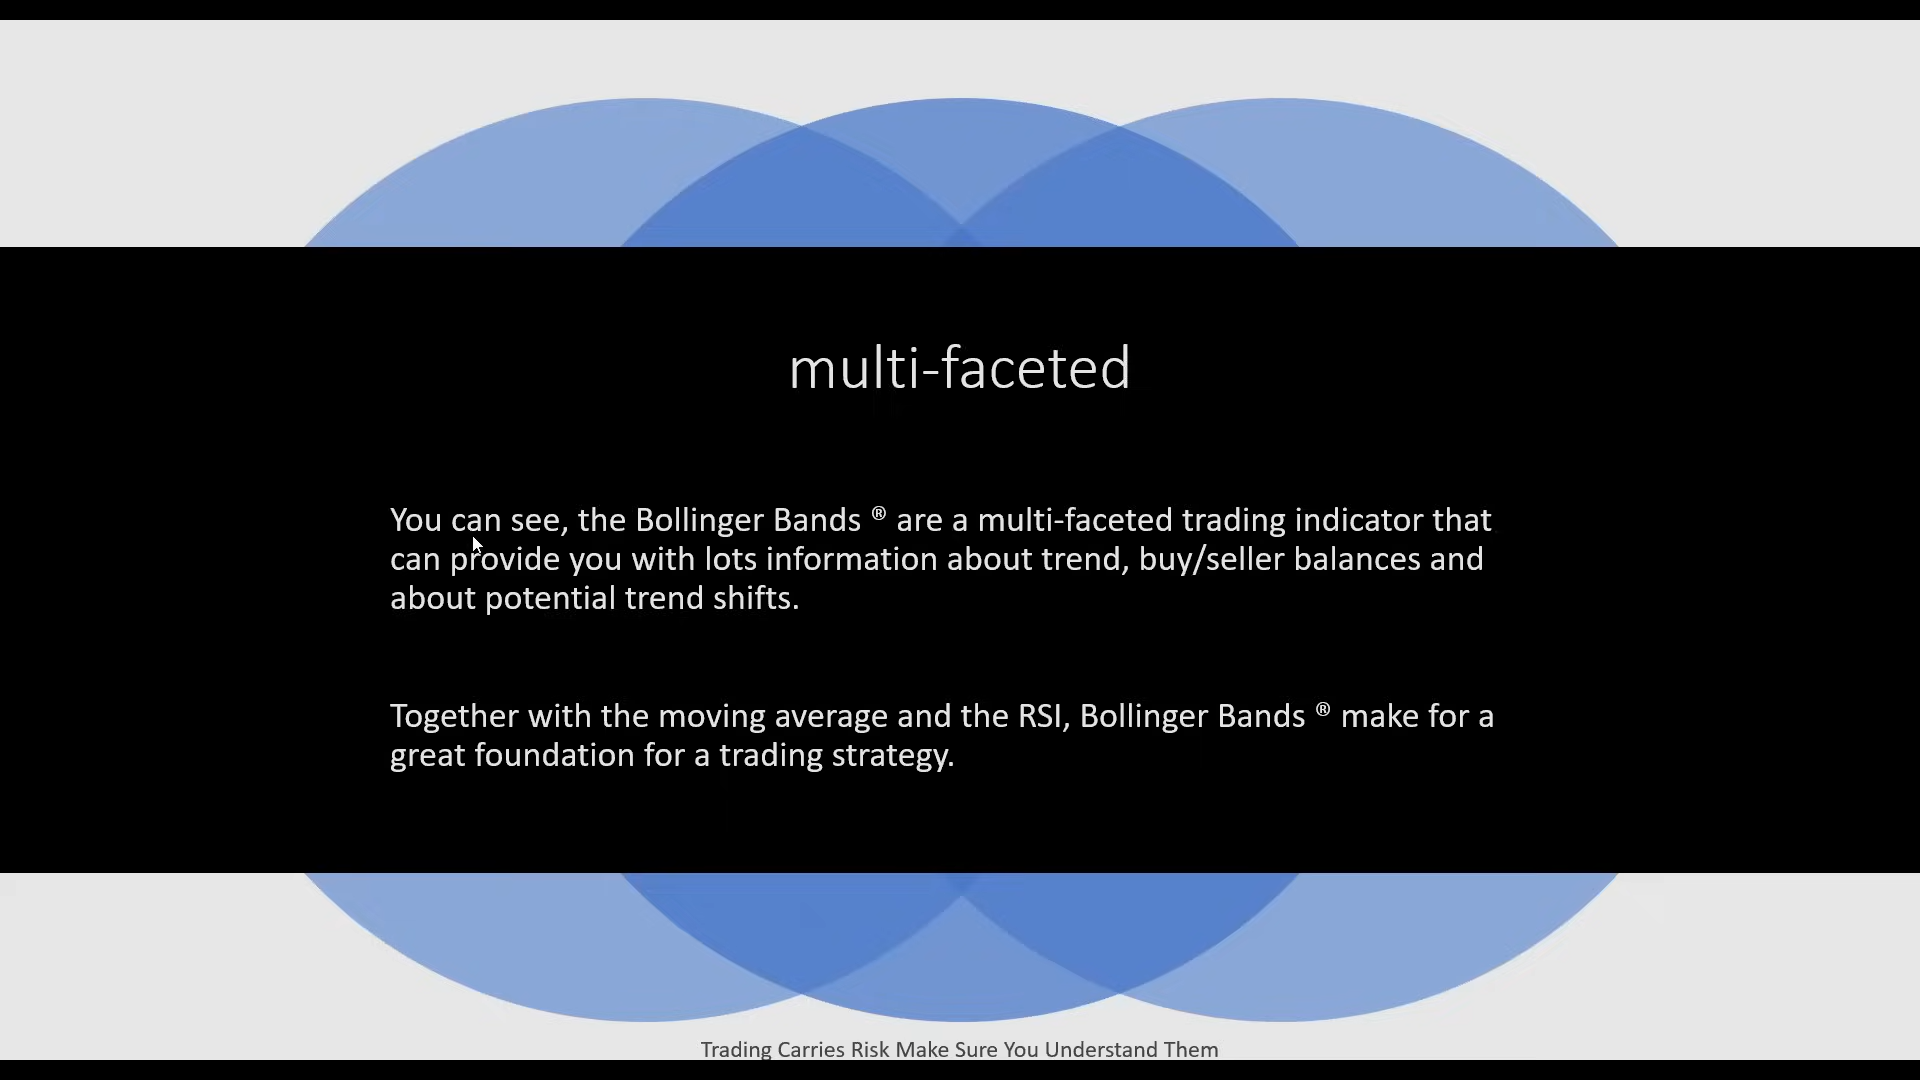 multi-faceted
You can see, the Bollinger Bands ® are a multi-faceted trading indicator that
can provide you with lots information about trend, buy/seller balances and
about potential trend shifts.
Together with the moving average and the RSI, Bollinger Bands ® make for a
great foundation for a trading strategy.
Trading Carries Risk Make Sure You Understand Them